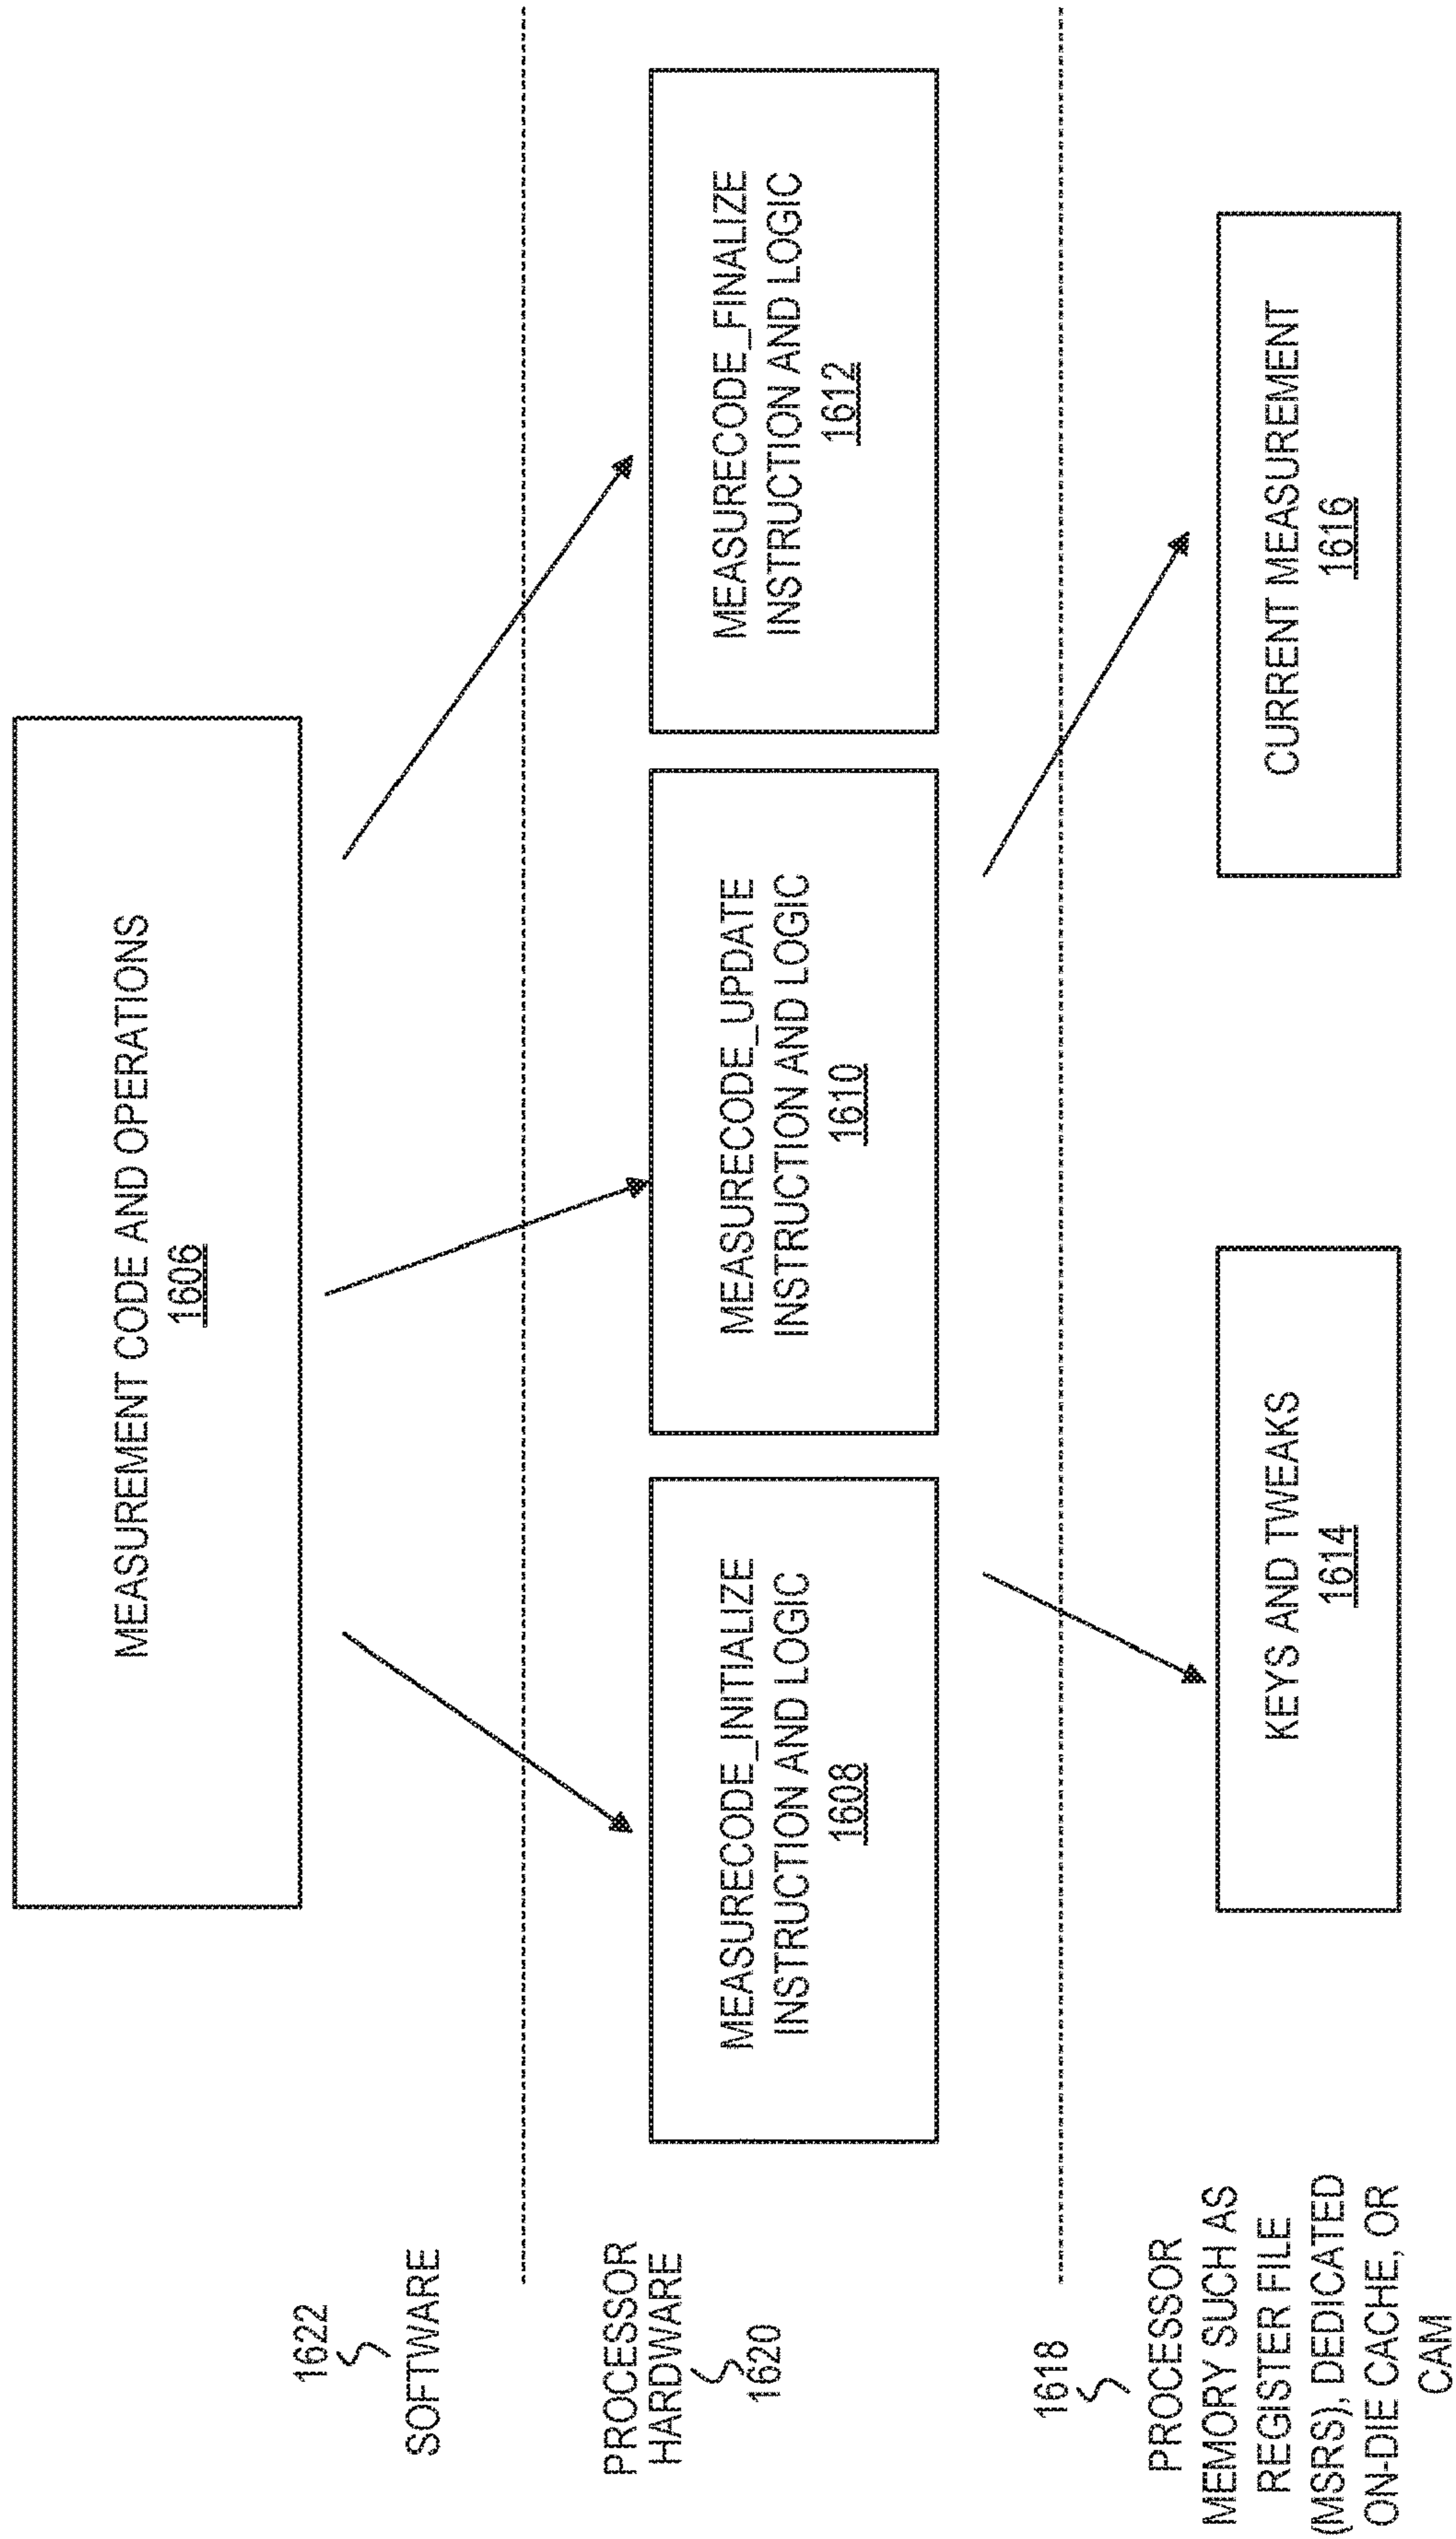 1622
SOFTWARE
MEASUREMENT CODE AND OPERATIONS
1606
PROCESSOR
HARDWARE
1620
MEASURECODE_INITIALIZE
INSTRUCTION AND LOGIC
1608
MEASURECODE_UPDATE
INSTRUCTION AND LOGIC
1610
MEASURECODE_FINALIZE
INSTRUCTION AND LOGIC
1612
1618
PROCESSOR
MEMORY SUCH AS
REGISTER FILE
(MSRS), DEDICATED
ON-DIE CACHE, OR
CAM
KEYS AND TWEAKS
1614
CURRENT MEASUREMENT
1616